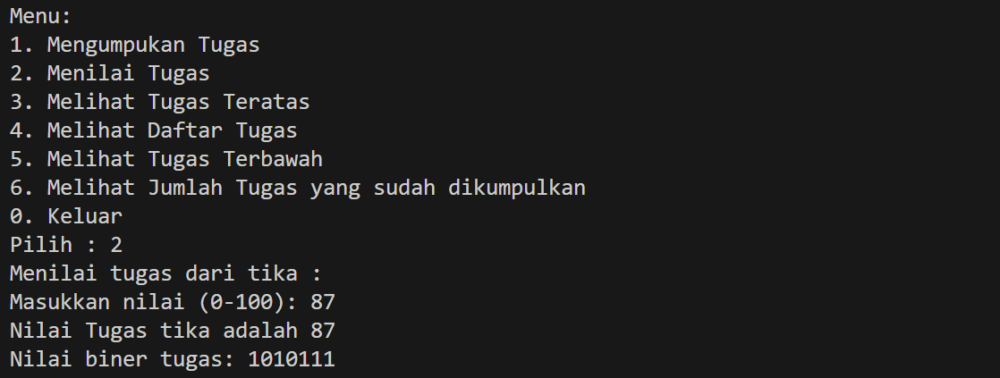 Menu:
1. Mengumpukan Tugas
2. Menilai Tugas
3. Melihat Tugas Teratas
4. Melihat Daftar Tugas
5. Melihat Tugas Terbawah
6. Melihat Jumlah Tugas yang sudah dikumpulkan
0. Keluar
Pilih : 2
Menilai tugas dari tika :
Masukkan nilai (0-100): 87
Nilai Tugas tika adalah 87
Nilai biner tugas: 1010111